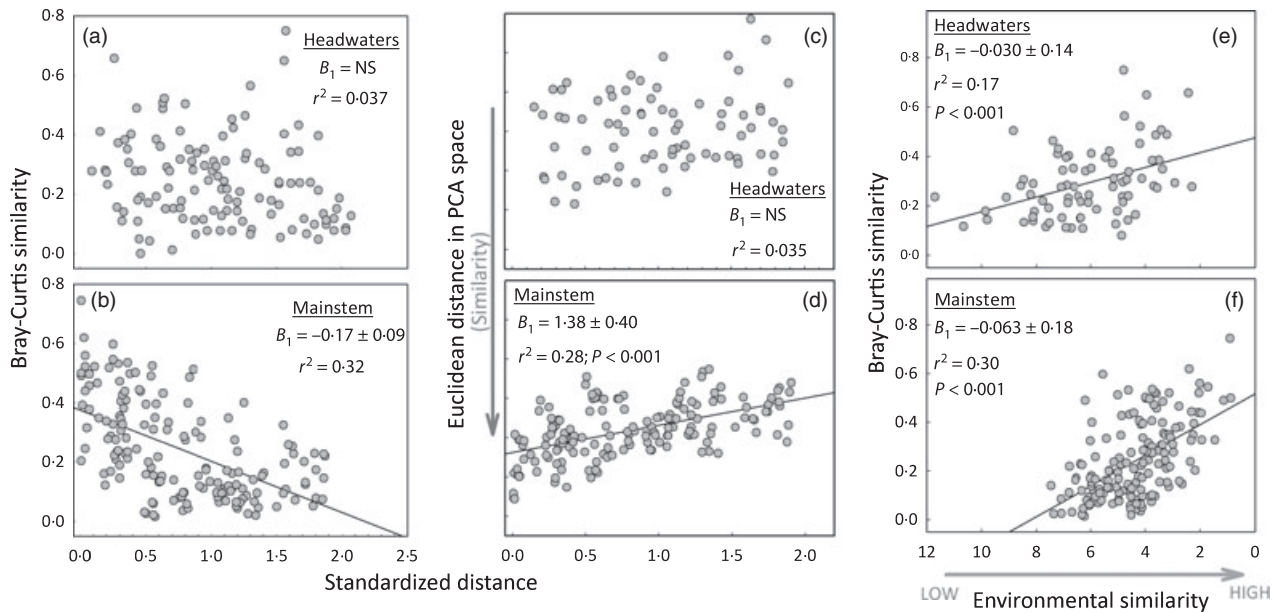 (a)
Headwaters
B1 = NS
r2 = 0·037
0·8
0·6
0·4
0·2
0·0
(b)
Mainstem
B1 = –0·17 ± 0·09
r2 = 0·32
0·8
0·6
0·4
0·2
0·0
0·0 0·5 1·0 1·5 2·0 2·5
Bray-Curtis similarity
(c)
Headwaters
B1 = NS
r2 = 0·035
(d)
Mainstem
B1 = 1·38 ± 0·40
r2 = 0·28; P < 0·001
0·0 0·5 1·0 1·5 2·0
Euclidean distance in PCA space
(Similarity)
Standardized distance
(e)
Headwaters
B1 = –0·030 ± 0·14
r2 = 0·17
P < 0·001
0·8
0·6
0·4
0·2
0·0
(f)
Mainstem
B1 = –0·063 ± 0·18
r2 = 0·30
P < 0·001
0·8
0·6
0·4
0·2
0·0
12 10 8 6 4 2 0
Bray-Curtis similarity
LOW HIGH
Environmental similarity